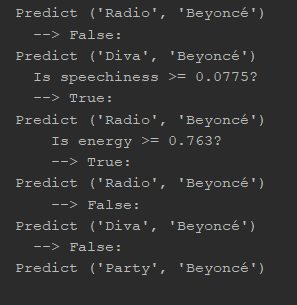 Predict ('Radio', 'Beyoncé')
--> False:
Predict ('Diva', 'Beyoncé')
Is speechiness >= 0.0775?
--> True:
Predict ('Radio', 'Beyoncé')
Is energy >= 0.763?
--> True:
Predict ('Radio', 'Beyoncé')
--> False:
Predict ('Diva', 'Beyoncé')
--> False:
Predict ('Party', 'Beyoncé')